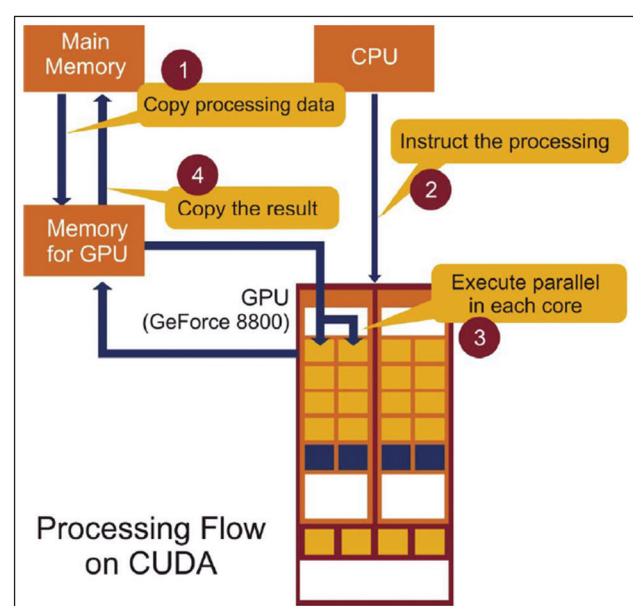 Main
Memory
CPU
1
Copy processing data
Instruct the processing
2
4
Copy the result
Memory
for GPU
GPU
(GeForce 8800)
Execute parallel
in each core
3
Processing Flow
on CUDA